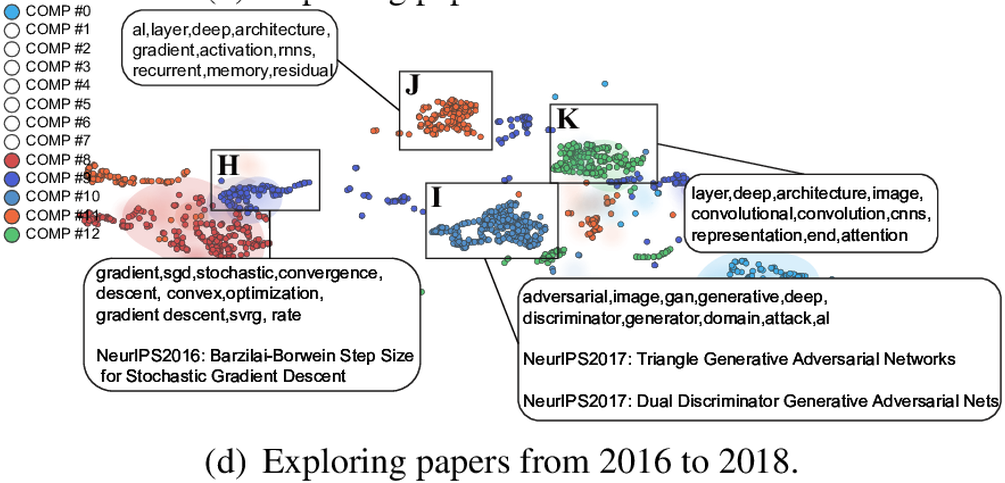 COMP #0
COMP #1
COMP #2
COMP #3
COMP #4
COMP #5
COMP #6
COMP #7
COMP #8
COMP #9
COMP #10
COMP #11
COMP #12
al,layer,deep,architecture,
gradient,activation,rnns,
recurrent,memory,residual
J
K
H
I
layer,deep,architecture,image,
convolutional,convolution,cnns,
representation,end,attention
gradient,sgd,stochastic,convergence,
descent, convex,optimization,
gradient descent,svrg, rate
NeurIPS2016: Barzilai-Borwein Step Size
for Stochastic Gradient Descent
adversarial,image,gan,generative,deep,
discriminator,generator,domain,attack,al
NeurIPS2017: Triangle Generative Adversarial Networks
NeurIPS2017: Dual Discriminator Generative Adversarial Nets
(d) Exploring papers from 2016 to 2018.